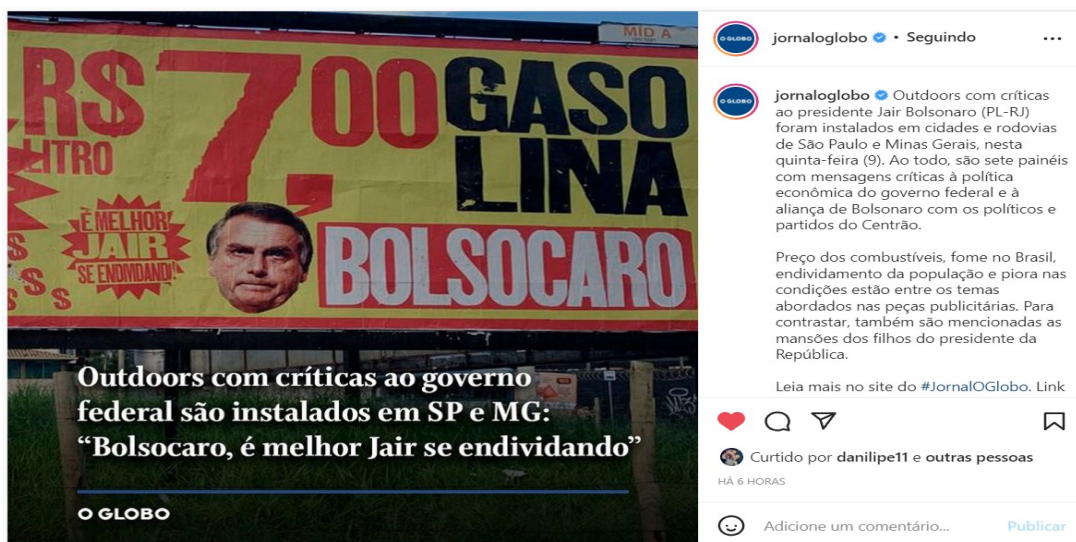 MÍDIA
R$ 7,00 GASO
LITRO
LINA
É MELHOR
JAIR
SE ENDIVIDANDO!
BOLSOCARO
$
$ $ $
Outdoors com críticas ao governo
federal são instalados em SP e MG:
“Bolsocaro, é melhor Jair se endividando”
O GLOBO
O GLOBO
jornaloglobo • Seguindo
...
O GLOBO
jornaloglobo Outdoors com críticas
ao presidente Jair Bolsonaro (PL-RJ)
foram instalados em cidades e rodovias
de São Paulo e Minas Gerais, nesta
quinta-feira (9). Ao todo, são sete painéis
com mensagens críticas à política
econômica do governo federal e à
aliança de Bolsonaro com os políticos e
partidos do Centrão.
Preço dos combustíveis, fome no Brasil,
endividamento da população e piora nas
condições estão entre os temas
abordados nas peças publicitárias. Para
contrastar, também são mencionadas as
mansões dos filhos do presidente da
República.
Leia mais no site do #JornalOGlobo. Link
Curtido por danilipe11 e outras pessoas
HÁ 6 HORAS
Adicione um comentário...
Publicar